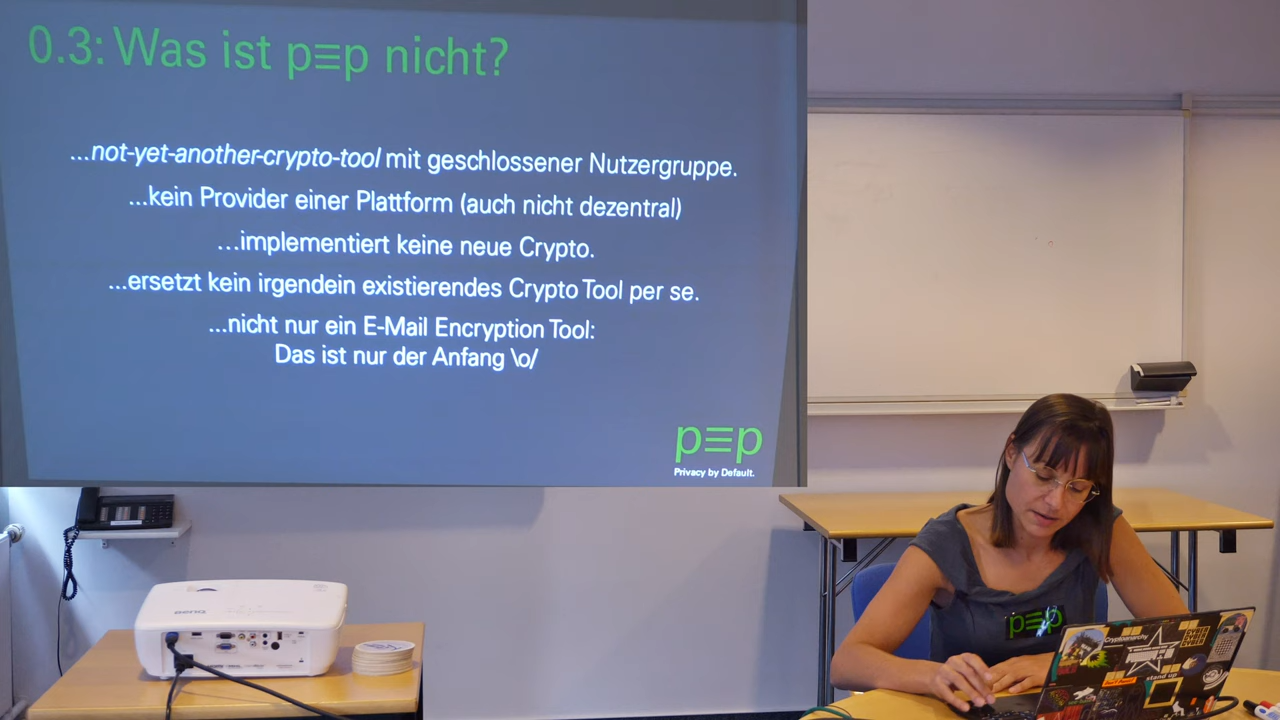 0.3: Was ist p≡p nicht?
...not-yet-another-crypto-tool mit geschlossener Nutzergruppe.
...kein Provider einer Plattform (auch nicht dezentral)
...implementiert keine neue Crypto.
...ersetzt kein irgendein existierendes Crypto Tool per se.
...nicht nur ein E-Mail Encryption Tool:
Das ist nur der Anfang \o/
p≡p
Privacy by Default.
BenQ
p≡p
Cryptoanarchy
stand up